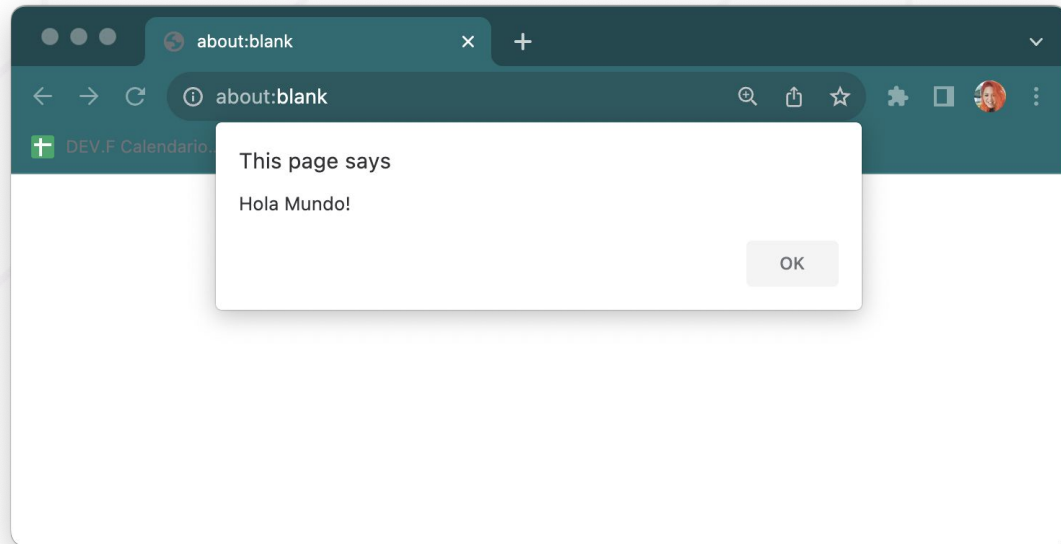 about:blank
about:blank
DEV.F Calendario...
This page says
Hola Mundo!
OK